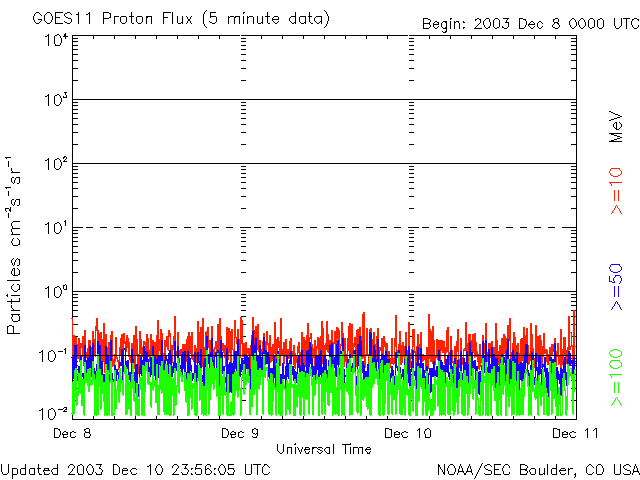 GOES11 Proton Flux (5 minute data)
Begin: 2003 Dec 8 0000 UTC
10⁴
10³
10²
10¹
10⁰
10⁻¹
10⁻²
Particles cm⁻²s⁻¹sr⁻¹
MeV
>=10
>=50
>=100
Dec 8
Dec 9
Dec 10
Dec 11
Universal Time
Updated 2003 Dec 10 23:56:05 UTC
NOAA/SEC Boulder, CO USA